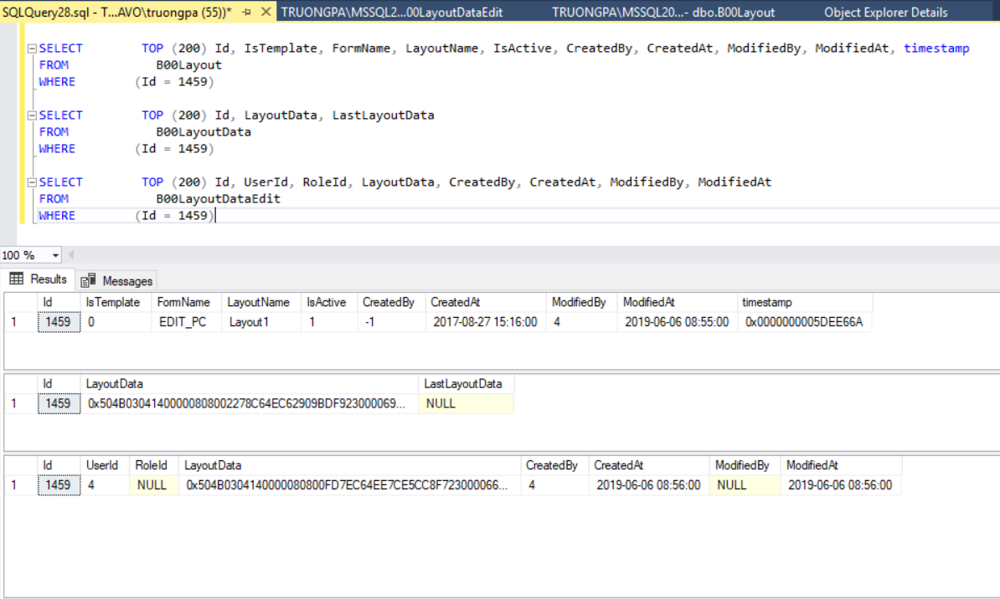 SQLQuery28.sql - T...AVO\truongpa (55))* TRUONGPA\MSSQL2...00LayoutDataEdit TRUONGPA\MSSQL20...- dbo.B00Layout Object Explorer Details
SELECT TOP (200) Id, IsTemplate, FormName, LayoutName, IsActive, CreatedBy, CreatedAt, ModifiedBy, ModifiedAt, timestamp
FROM B00Layout
WHERE (Id = 1459)
SELECT TOP (200) Id, LayoutData, LastLayoutData
FROM B00LayoutData
WHERE (Id = 1459)
SELECT TOP (200) Id, UserId, RoleId, LayoutData, CreatedBy, CreatedAt, ModifiedBy, ModifiedAt
FROM B00LayoutDataEdit
WHERE (Id = 1459)
100 %
Results Messages
Id IsTemplate FormName LayoutName IsActive CreatedBy CreatedAt ModifiedBy ModifiedAt timestamp
1 1459 0 EDIT_PC Layout1 1 -1 2017-08-27 15:16:00 4 2019-06-06 08:55:00 0x0000000005DEE66A
Id LayoutData LastLayoutData
1 1459 0x504B03041400000808002278C64EC62909BDF923000069... NULL
Id UserId RoleId LayoutData CreatedBy CreatedAt ModifiedBy ModifiedAt
1 1459 4 NULL 0x504B0304140000080800FD7EC64EE7CE5CC8F723000066... 4 2019-06-06 08:56:00 NULL 2019-06-06 08:56:00